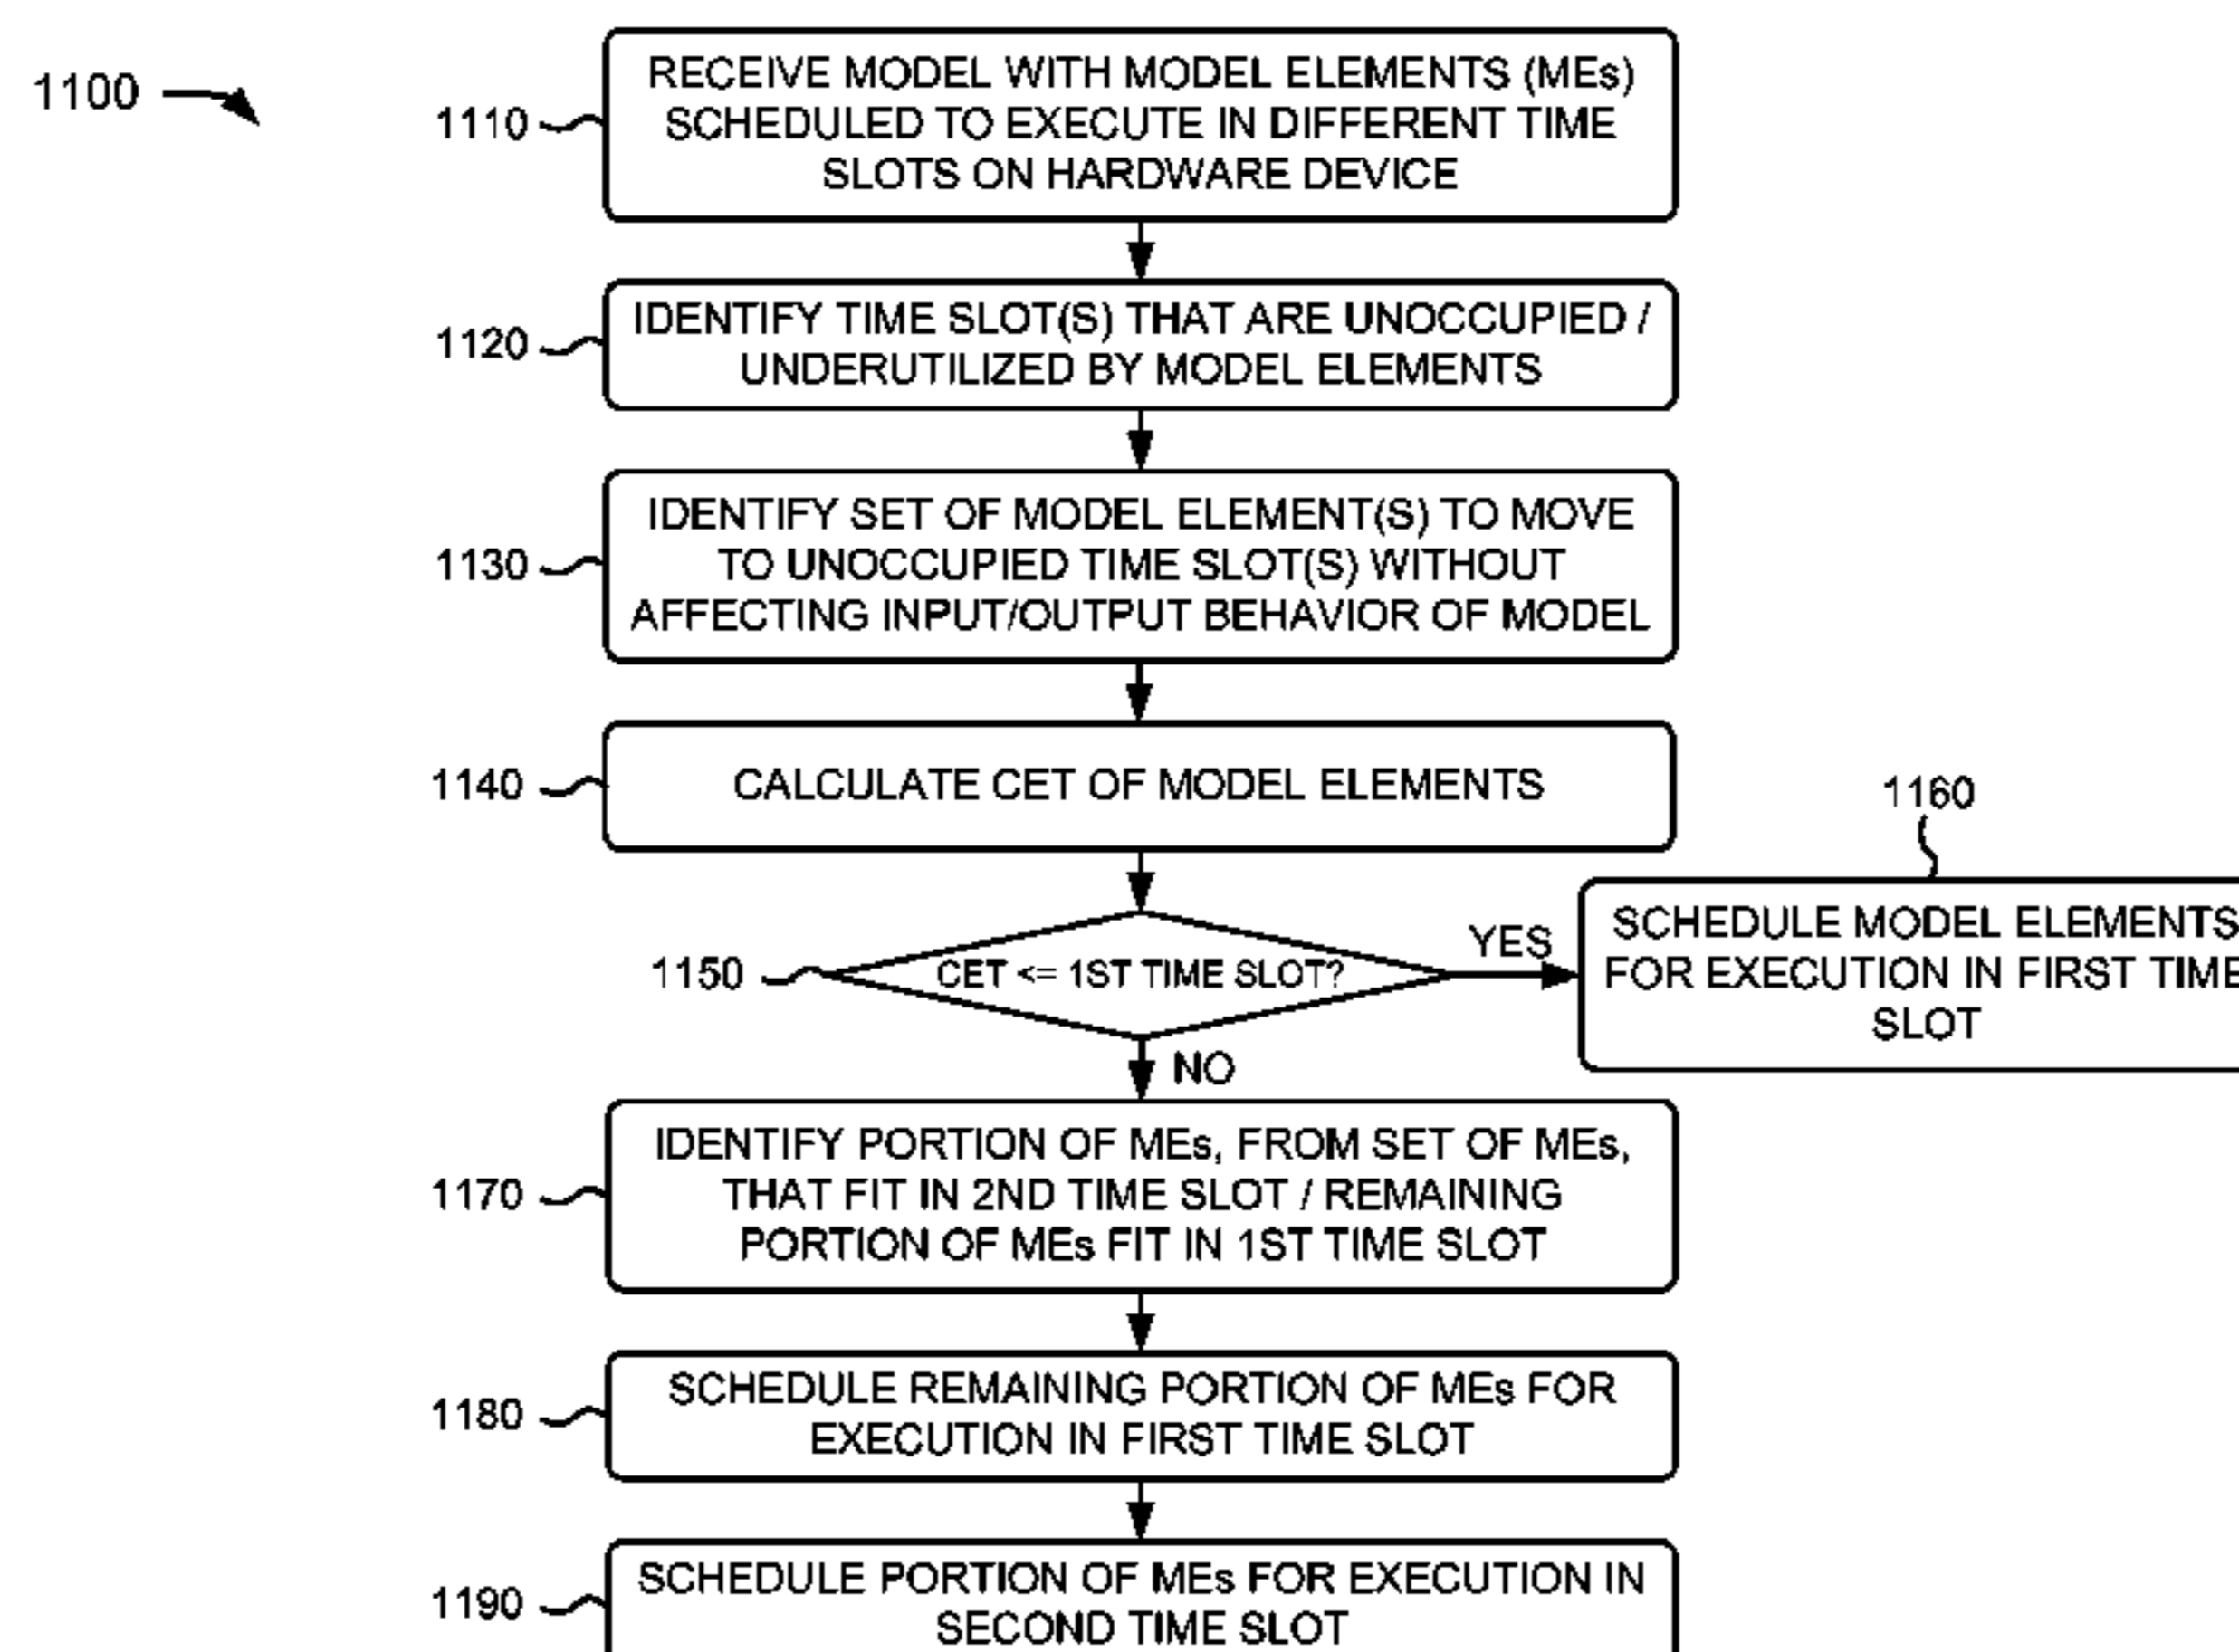 1100
1110
RECEIVE MODEL WITH MODEL ELEMENTS (MEs)
SCHEDULED TO EXECUTE IN DIFFERENT TIME
SLOTS ON HARDWARE DEVICE
1120
IDENTIFY TIME SLOT(S) THAT ARE UNOCCUPIED /
UNDERUTILIZED BY MODEL ELEMENTS
1130
IDENTIFY SET OF MODEL ELEMENT(S) TO MOVE
TO UNOCCUPIED TIME SLOT(S) WITHOUT
AFFECTING INPUT/OUTPUT BEHAVIOR OF MODEL
1140
CALCULATE CET OF MODEL ELEMENTS
1150
CET <= 1ST TIME SLOT?
YES
1160
SCHEDULE MODEL ELEMENTS
FOR EXECUTION IN FIRST TIME
SLOT
NO
1170
IDENTIFY PORTION OF MEs, FROM SET OF MEs,
THAT FIT IN 2ND TIME SLOT / REMAINING
PORTION OF MEs FIT IN 1ST TIME SLOT
1180
SCHEDULE REMAINING PORTION OF MEs FOR
EXECUTION IN FIRST TIME SLOT
1190
SCHEDULE PORTION OF MEs FOR EXECUTION IN
SECOND TIME SLOT